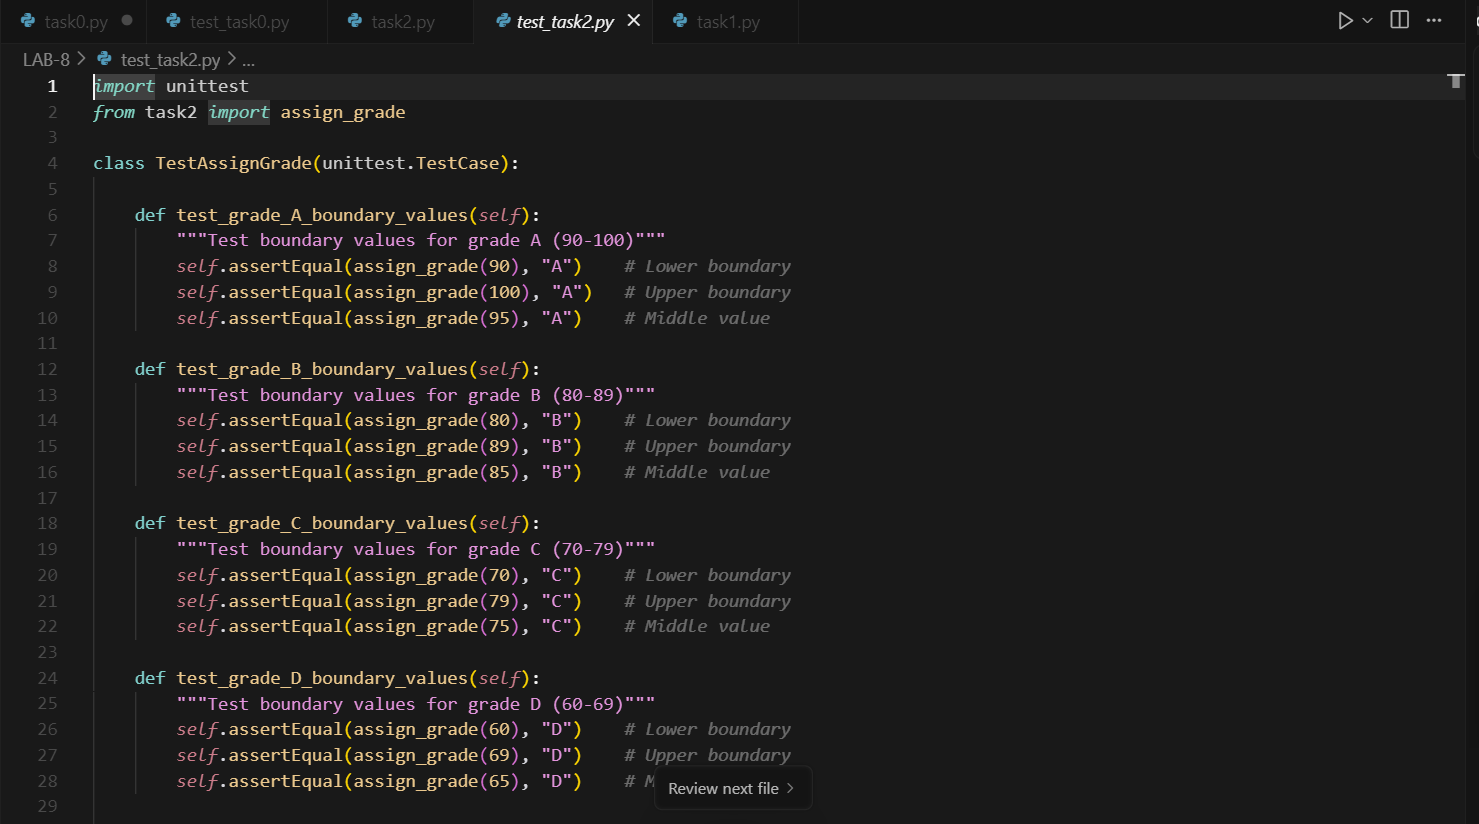 task0.py
test_task0.py
task2.py
test_task2.py
task1.py
LAB-8 > test_task2.py > ...
1 import unittest
2 from task2 import assign_grade
3
4 class TestAssignGrade(unittest.TestCase):
5
6 def test_grade_A_boundary_values(self):
7 """Test boundary values for grade A (90-100)"""
8 self.assertEqual(assign_grade(90), "A") # Lower boundary
9 self.assertEqual(assign_grade(100), "A") # Upper boundary
10 self.assertEqual(assign_grade(95), "A") # Middle value
11
12 def test_grade_B_boundary_values(self):
13 """Test boundary values for grade B (80-89)"""
14 self.assertEqual(assign_grade(80), "B") # Lower boundary
15 self.assertEqual(assign_grade(89), "B") # Upper boundary
16 self.assertEqual(assign_grade(85), "B") # Middle value
17
18 def test_grade_C_boundary_values(self):
19 """Test boundary values for grade C (70-79)"""
20 self.assertEqual(assign_grade(70), "C") # Lower boundary
21 self.assertEqual(assign_grade(79), "C") # Upper boundary
22 self.assertEqual(assign_grade(75), "C") # Middle value
23
24 def test_grade_D_boundary_values(self):
25 """Test boundary values for grade D (60-69)"""
26 self.assertEqual(assign_grade(60), "D") # Lower boundary
27 self.assertEqual(assign_grade(69), "D") # Upper boundary
28 self.assertEqual(assign_grade(65), "D") #
Review next file >
29